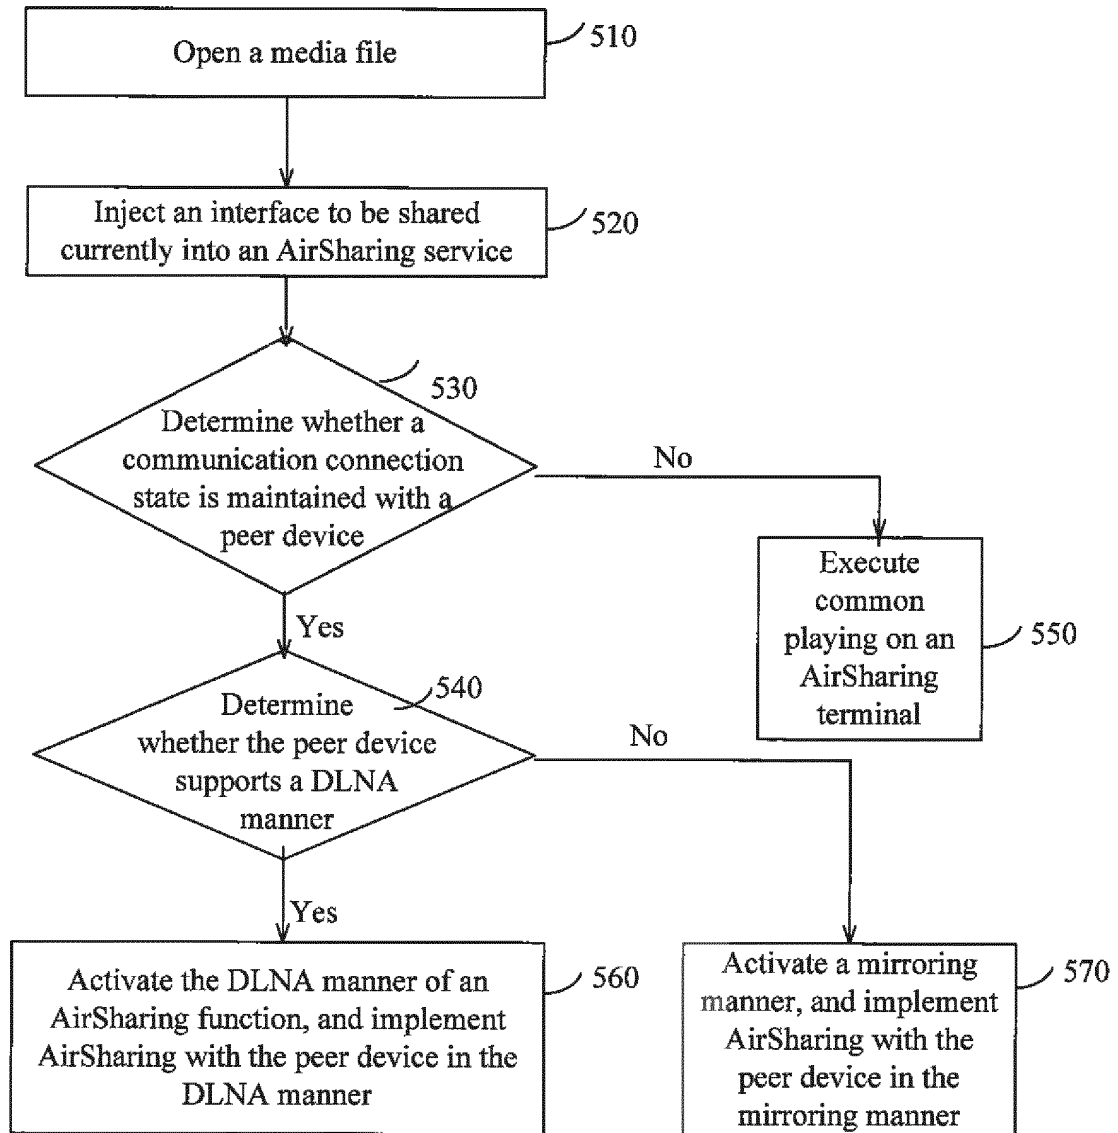 Open a media file
510
Inject an interface to be shared
currently into an AirSharing service
520
530
Determine whether a
communication connection
state is maintained with a
peer device
No
Yes
Execute
common
playing on an
AirSharing
terminal
550
540
Determine
whether the peer device
supports a DLNA
manner
No
Yes
Activate the DLNA manner of an
AirSharing function, and implement
AirSharing with the peer device in the
DLNA manner
560
Activate a mirroring
manner, and implement
AirSharing with the
peer device in the
mirroring manner
570